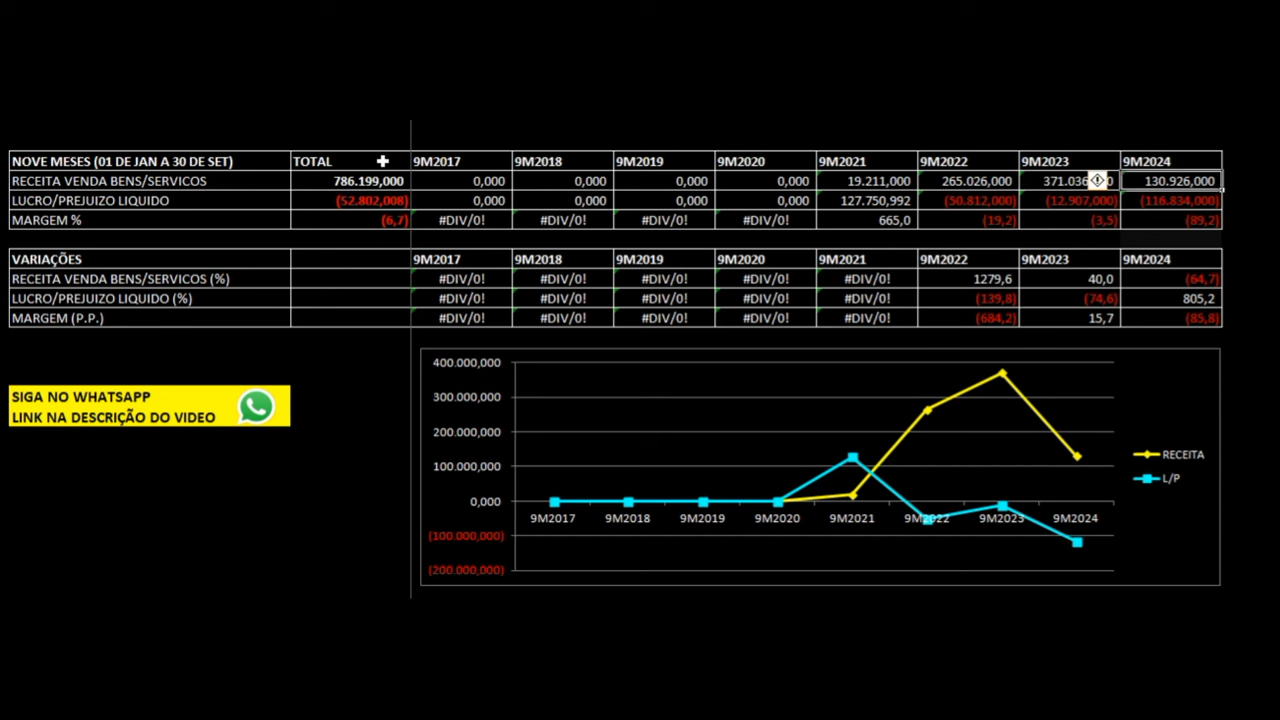 NOVE MESES (01 DE JAN A 30 DE SET) TOTAL 9M2017 9M2018 9M2019 9M2020 9M2021 9M2022 9M2023 9M2024
RECEITA VENDA BENS/SERVICOS 786.199,000 0,000 0,000 0,000 0,000 19.211,000 265.026,000 130.926,000
LUCRO/PREJUIZO LIQUIDO (52.802,008) 0,000 0,000 0,000 0,000 127.750,992 (50.812,000) (12.907,000) (116.834,000)
MARGEM % (6,7) #DIV/0! #DIV/0! #DIV/0! #DIV/0! 665,0 (19,2) (3,5) (89,2)
VARIAÇÕES 9M2017 9M2018 9M2019 9M2020 9M2021 9M2022 9M2023 9M2024
RECEITA VENDA BENS/SERVICOS (%) #DIV/0! #DIV/0! #DIV/0! #DIV/0! #DIV/0! 1279,6 40,0 (64,7)
LUCRO/PREJUIZO LIQUIDO (%) #DIV/0! #DIV/0! #DIV/0! #DIV/0! #DIV/0! (139,8) (74,6) 805,2
MARGEM (P.P.) #DIV/0! #DIV/0! #DIV/0! #DIV/0! #DIV/0! (684,2) 15,7 (85,8)
SIGA NO WHATSAPP
LINK NA DESCRIÇÃO DO VIDEO
400.000,000
300.000,000
200.000,000
100.000,000
0,000
(100.000,000)
(200.000,000)
9M2017 9M2018 9M2019 9M2020 9M2021 9M2022 9M2023 9M2024
RECEITA
L/P